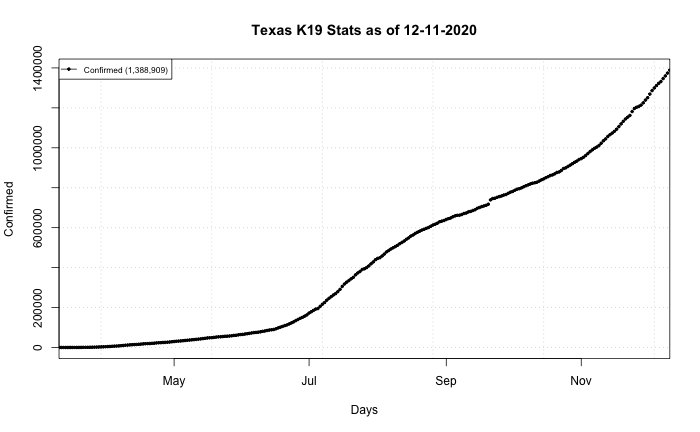 Texas K19 Stats as of 12-11-2020
Confirmed (1,388,909)
Confirmed
1400000
1000000
600000
200000
0
May
Jul
Sep
Nov
Days